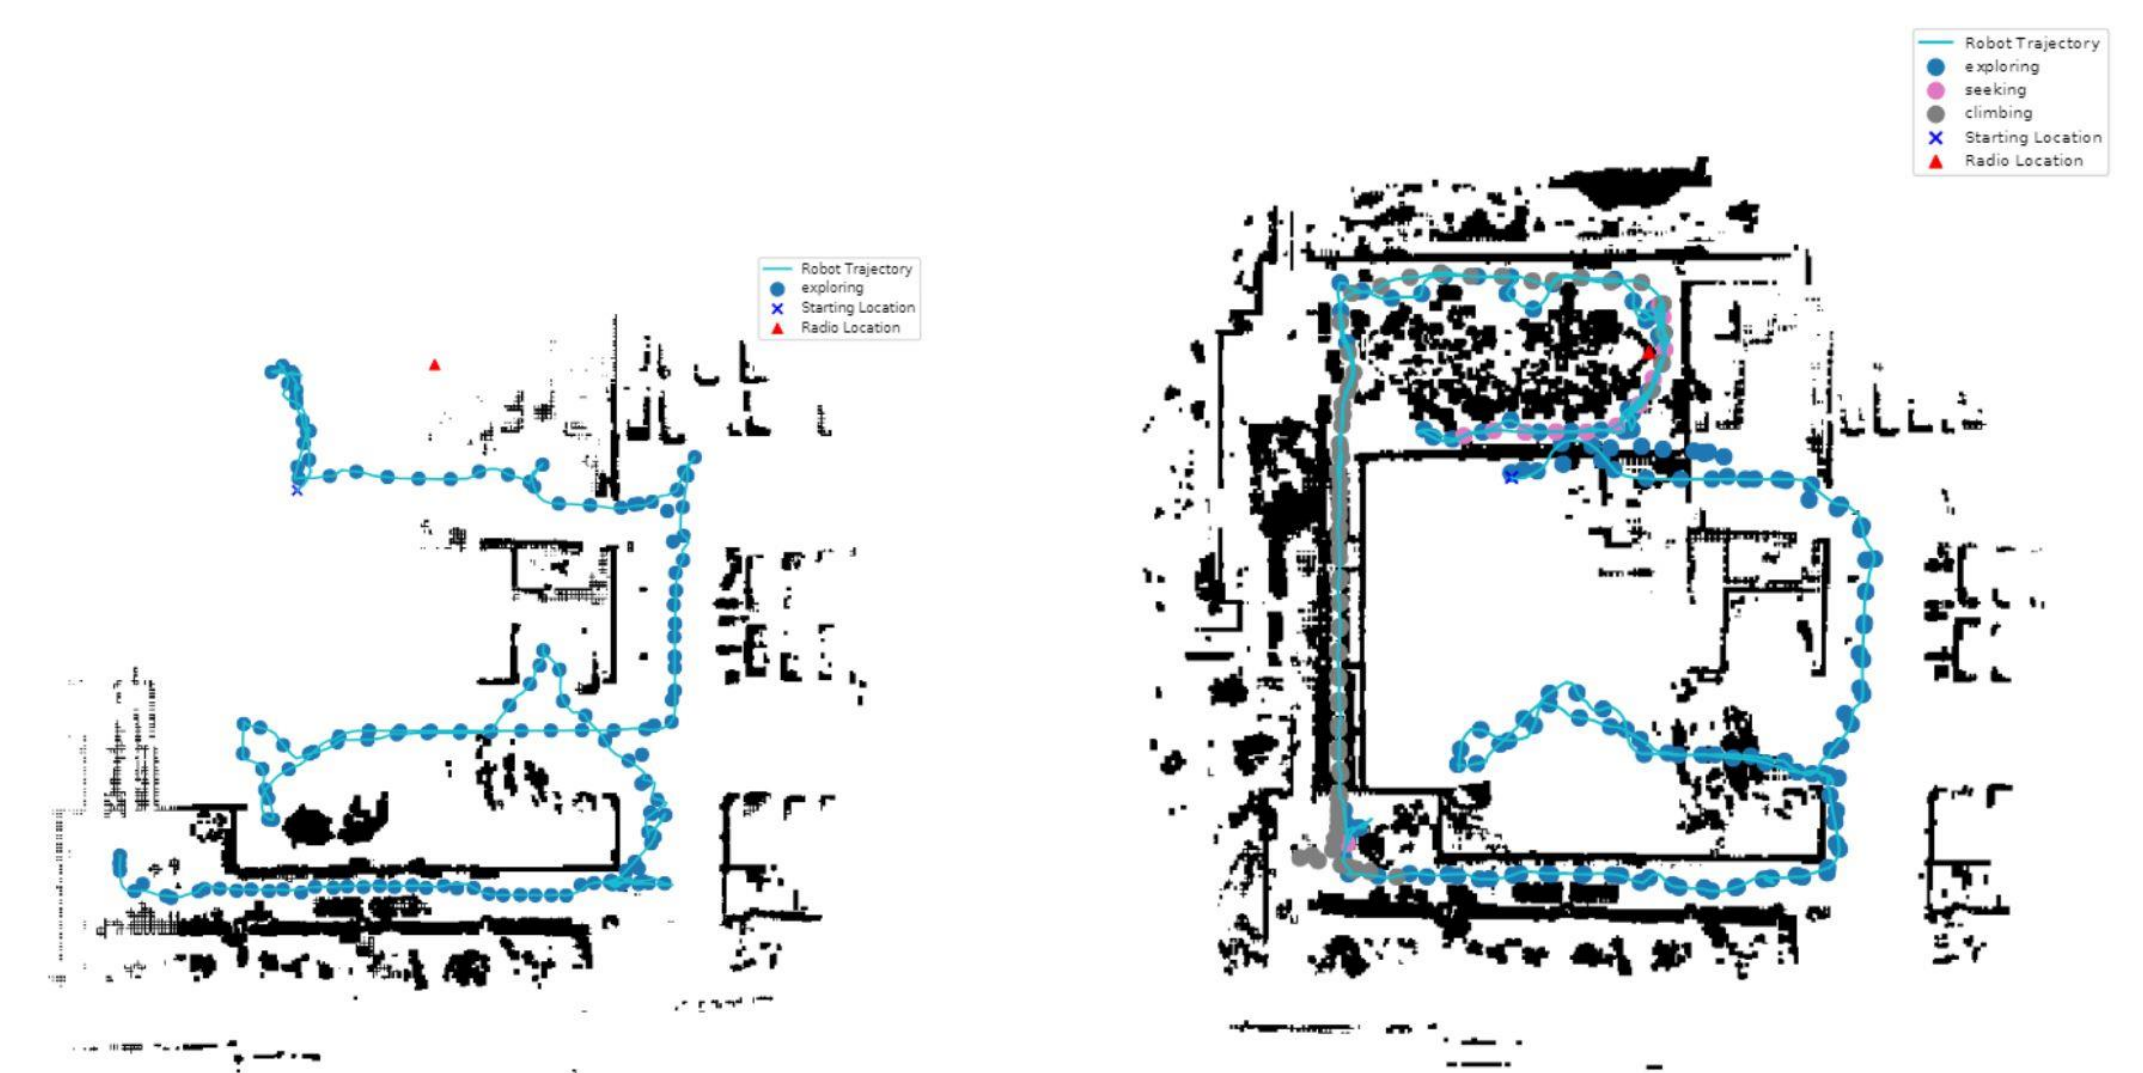 Robot Trajectory
exploring
Starting Location
Radio Location
Robot Trajectory
exploring
seeking
climbing
Starting Location
Radio Location